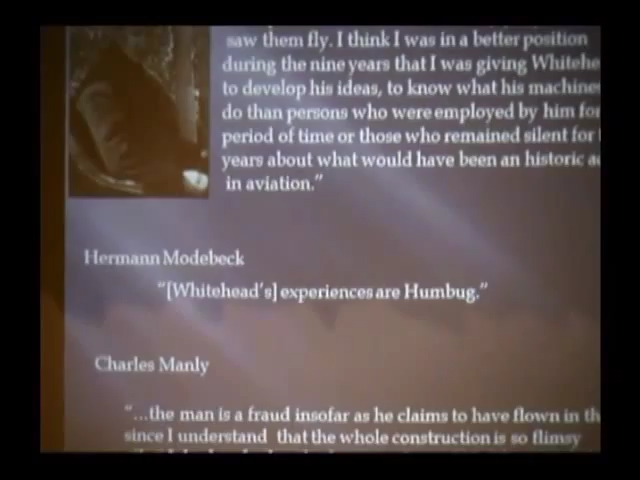 saw them fly. I think I was in a better position
during the nine years that I was giving Whitehe
to develop his ideas, to know what his machine
do than persons who were employed by him for
period of time or those who remained silent for
years about what would have been an historic a
in aviation."
Hermann Modebeck
"[Whitehead's] experiences are Humbug."
Charles Manly
"...the man is a fraud insofar as he claims to have flown in th
since I understand that the whole construction is so flimsy